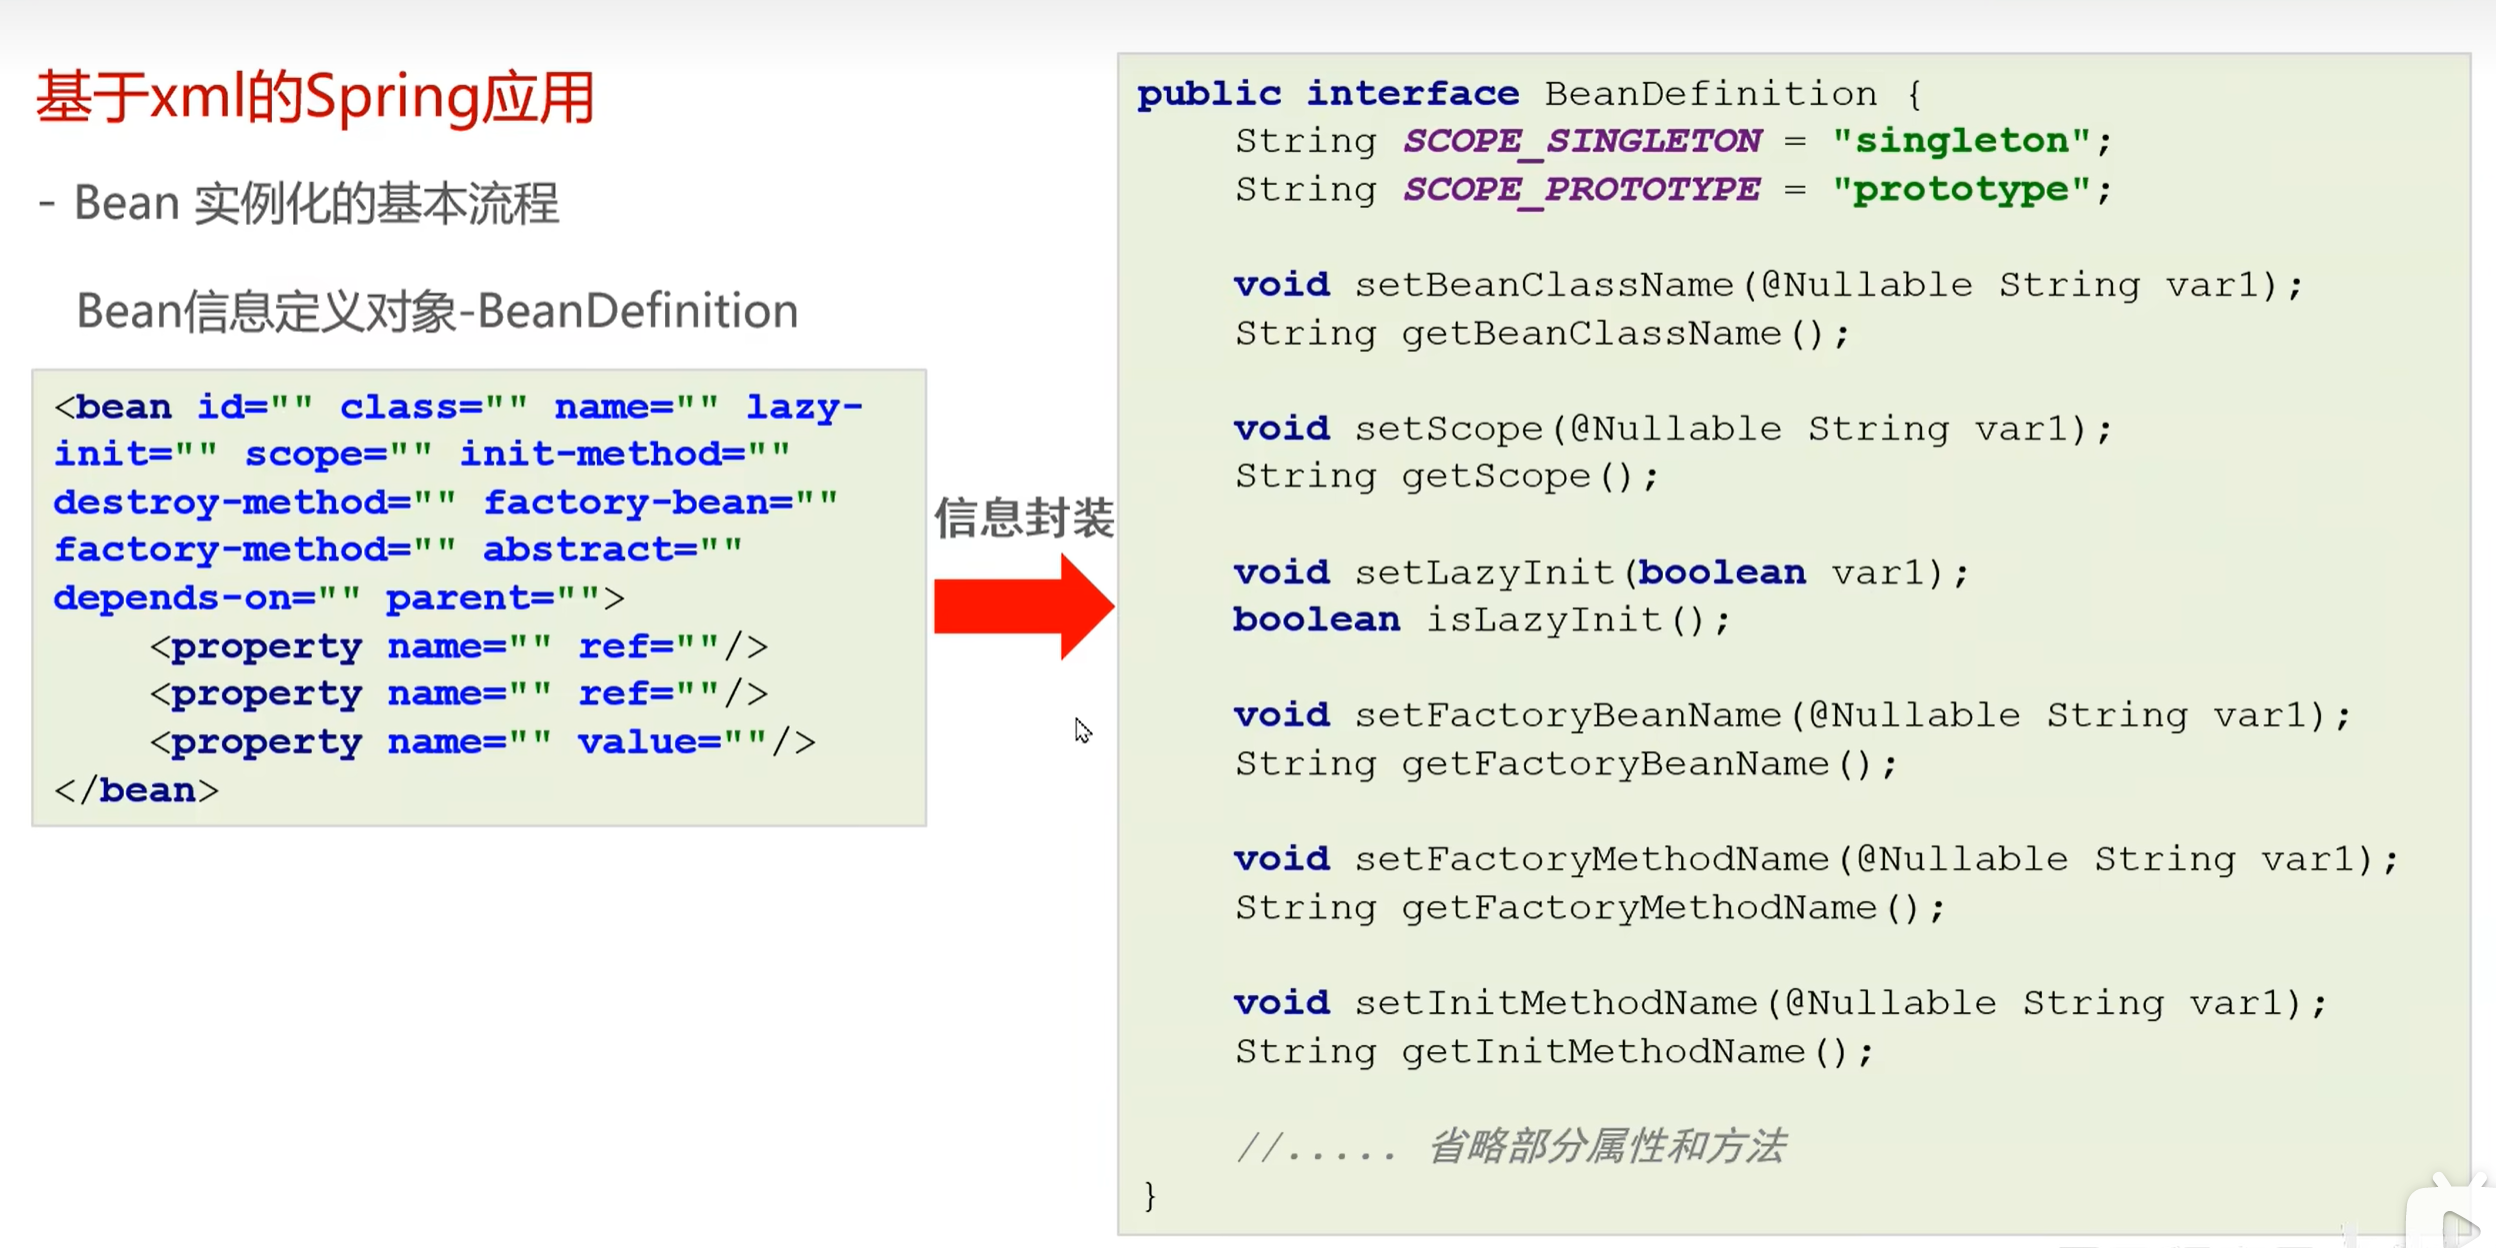 基于xml的Spring应用
- Bean 实例化的基本流程
Bean信息定义对象-BeanDefinition
<bean id="" class="" name="" lazy-
init="" scope="" init-method=""
destroy-method="" factory-bean=""
factory-method="" abstract=""
depends-on="" parent="">
<property name="" ref=""/>
<property name="" ref=""/>
<property name="" value=""/>
</bean>
信息封装
public interface BeanDefinition {
String SCOPE_SINGLETON = "singleton";
String SCOPE_PROTOTYPE = "prototype";
void setBeanClassName(@Nullable String var1);
String getBeanClassName();
void setScope(@Nullable String var1);
String getScope();
void setLazyInit(boolean var1);
boolean isLazyInit();
void setFactoryBeanName(@Nullable String var1);
String getFactoryBeanName();
void setFactoryMethodName(@Nullable String var1);
String getFactoryMethodName();
void setInitMethodName(@Nullable String var1);
String getInitMethodName();
//..... 省略部分属性和方法
}